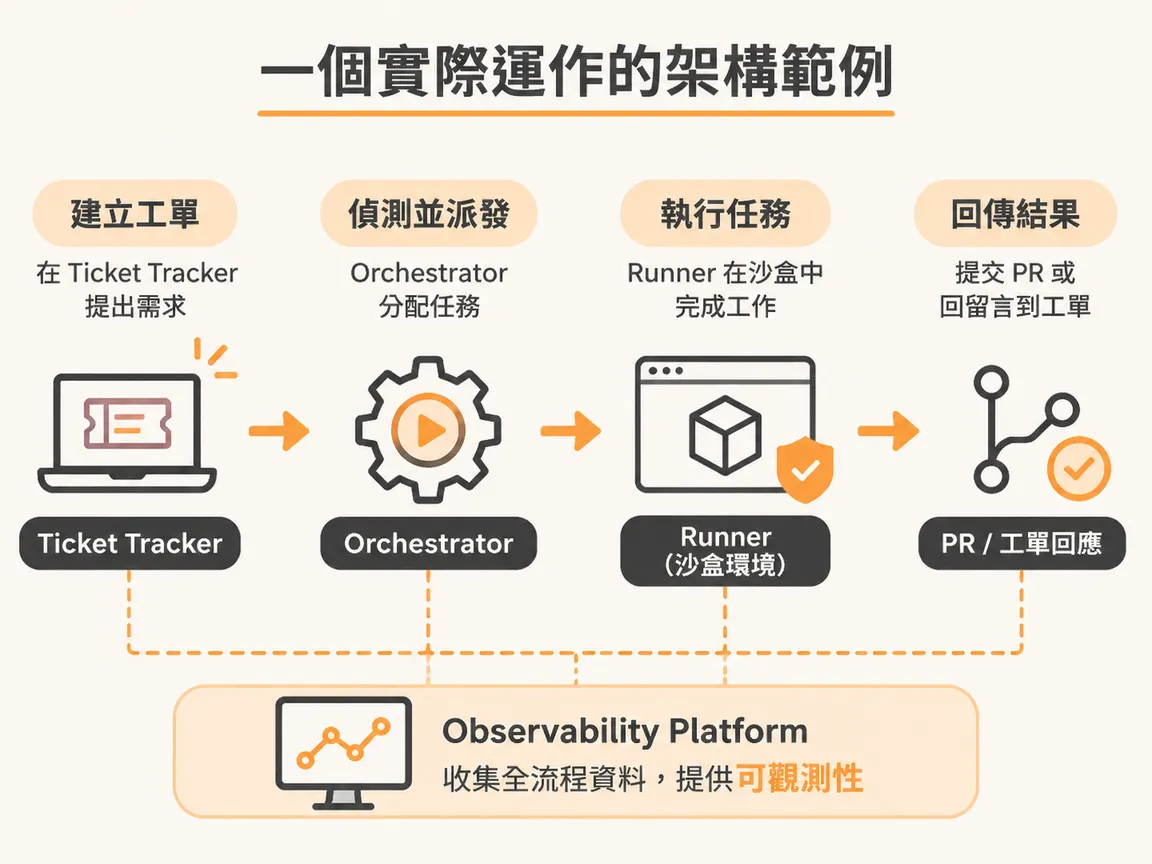 一個實際運作的架構範例
建立工單
在 Ticket Tracker
提出需求
Ticket Tracker
偵測並派發
Orchestrator
分配任務
Orchestrator
執行任務
Runner 在沙盒中
完成工作
Runner
（沙盒環境）
回傳結果
提交 PR 或
回留言到工單
PR / 工單回應
Observability Platform
收集全流程資料，提供可觀測性